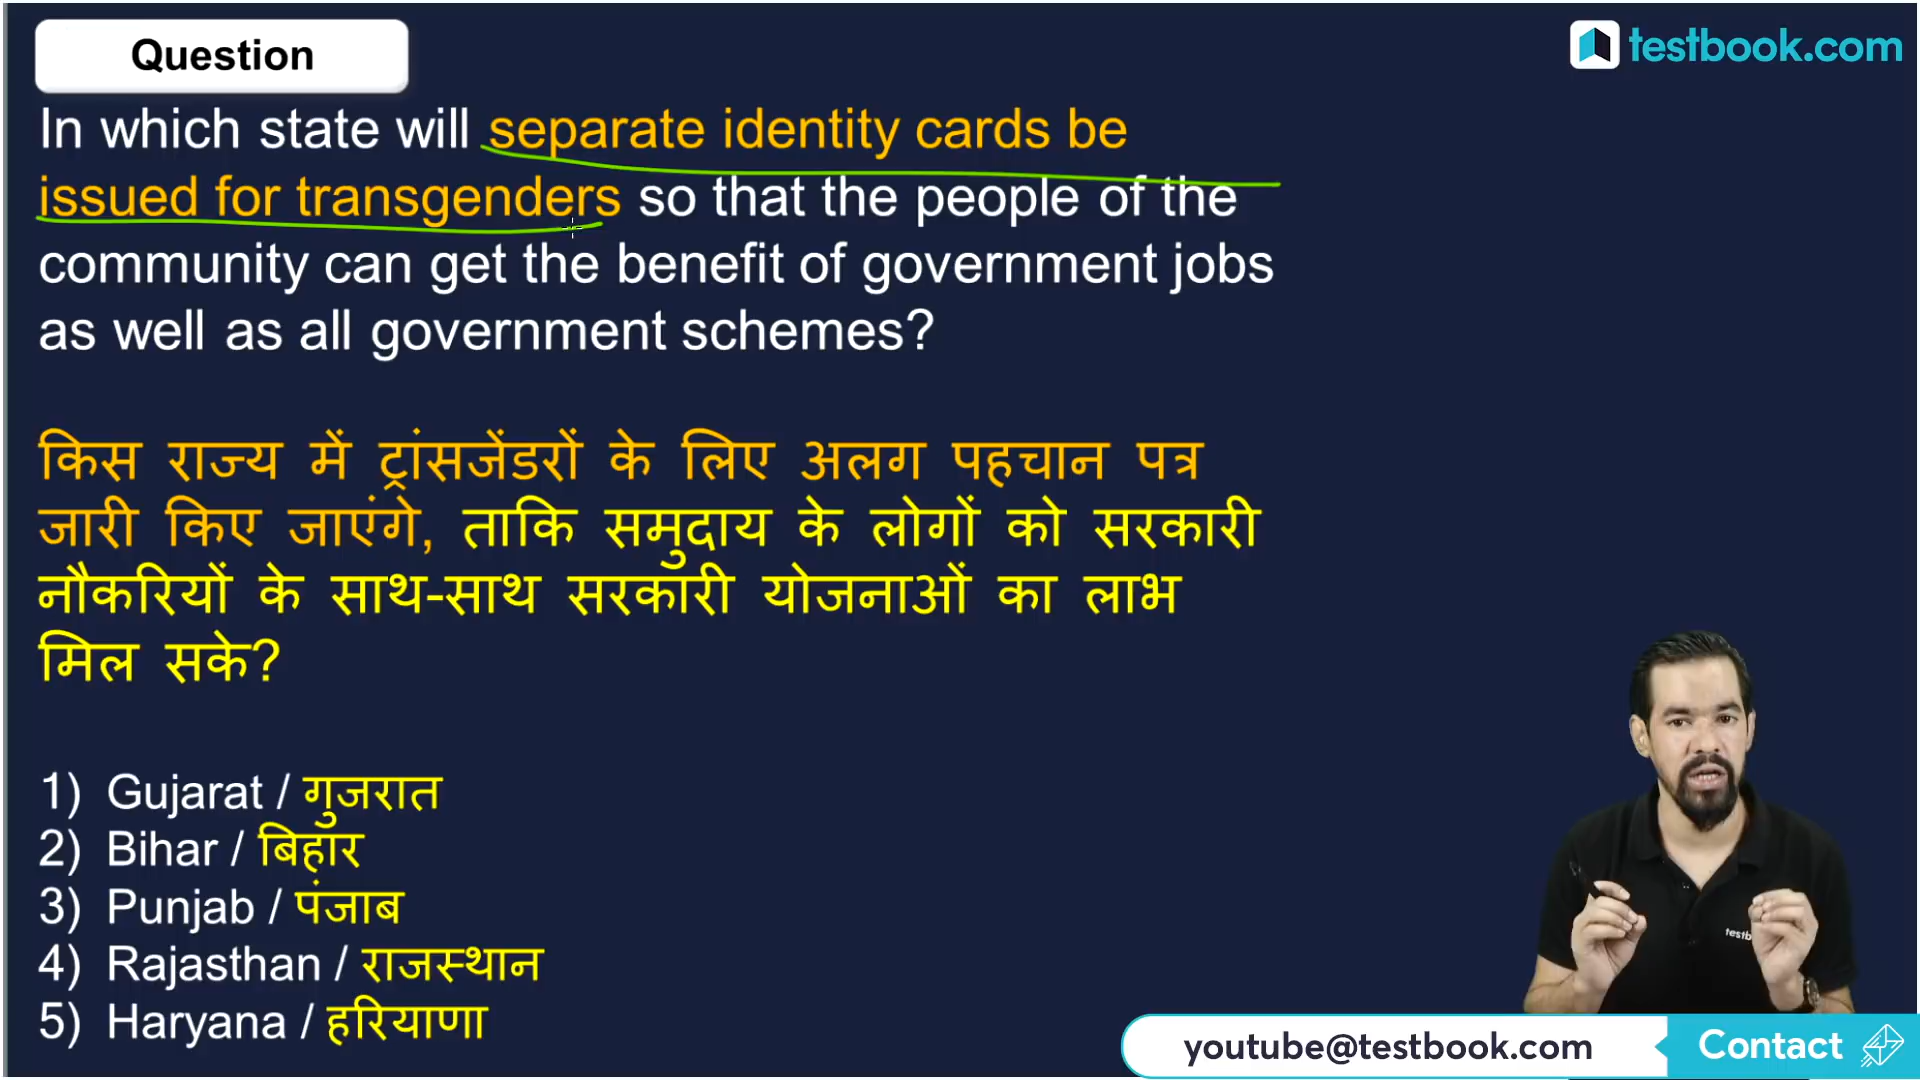 Question
testbook.com
In which state will separate identity cards be
issued for transgenders so that the people of the
community can get the benefit of government jobs
as well as all government schemes?
किस राज्य में ट्रांसजेंडरों के लिए अलग पहचान पत्र
जारी किए जाएंगे, ताकि समुदाय के लोगों को सरकारी
नौकरियों के साथ-साथ सरकारी योजनाओं का लाभ
मिल सके?
1) Gujarat / गुजरात
2) Bihar / बिहार
3) Punjab / पंजाब
4) Rajasthan / राजस्थान
5) Haryana / हरियाणा
testb
youtube@testbook.com
Contact